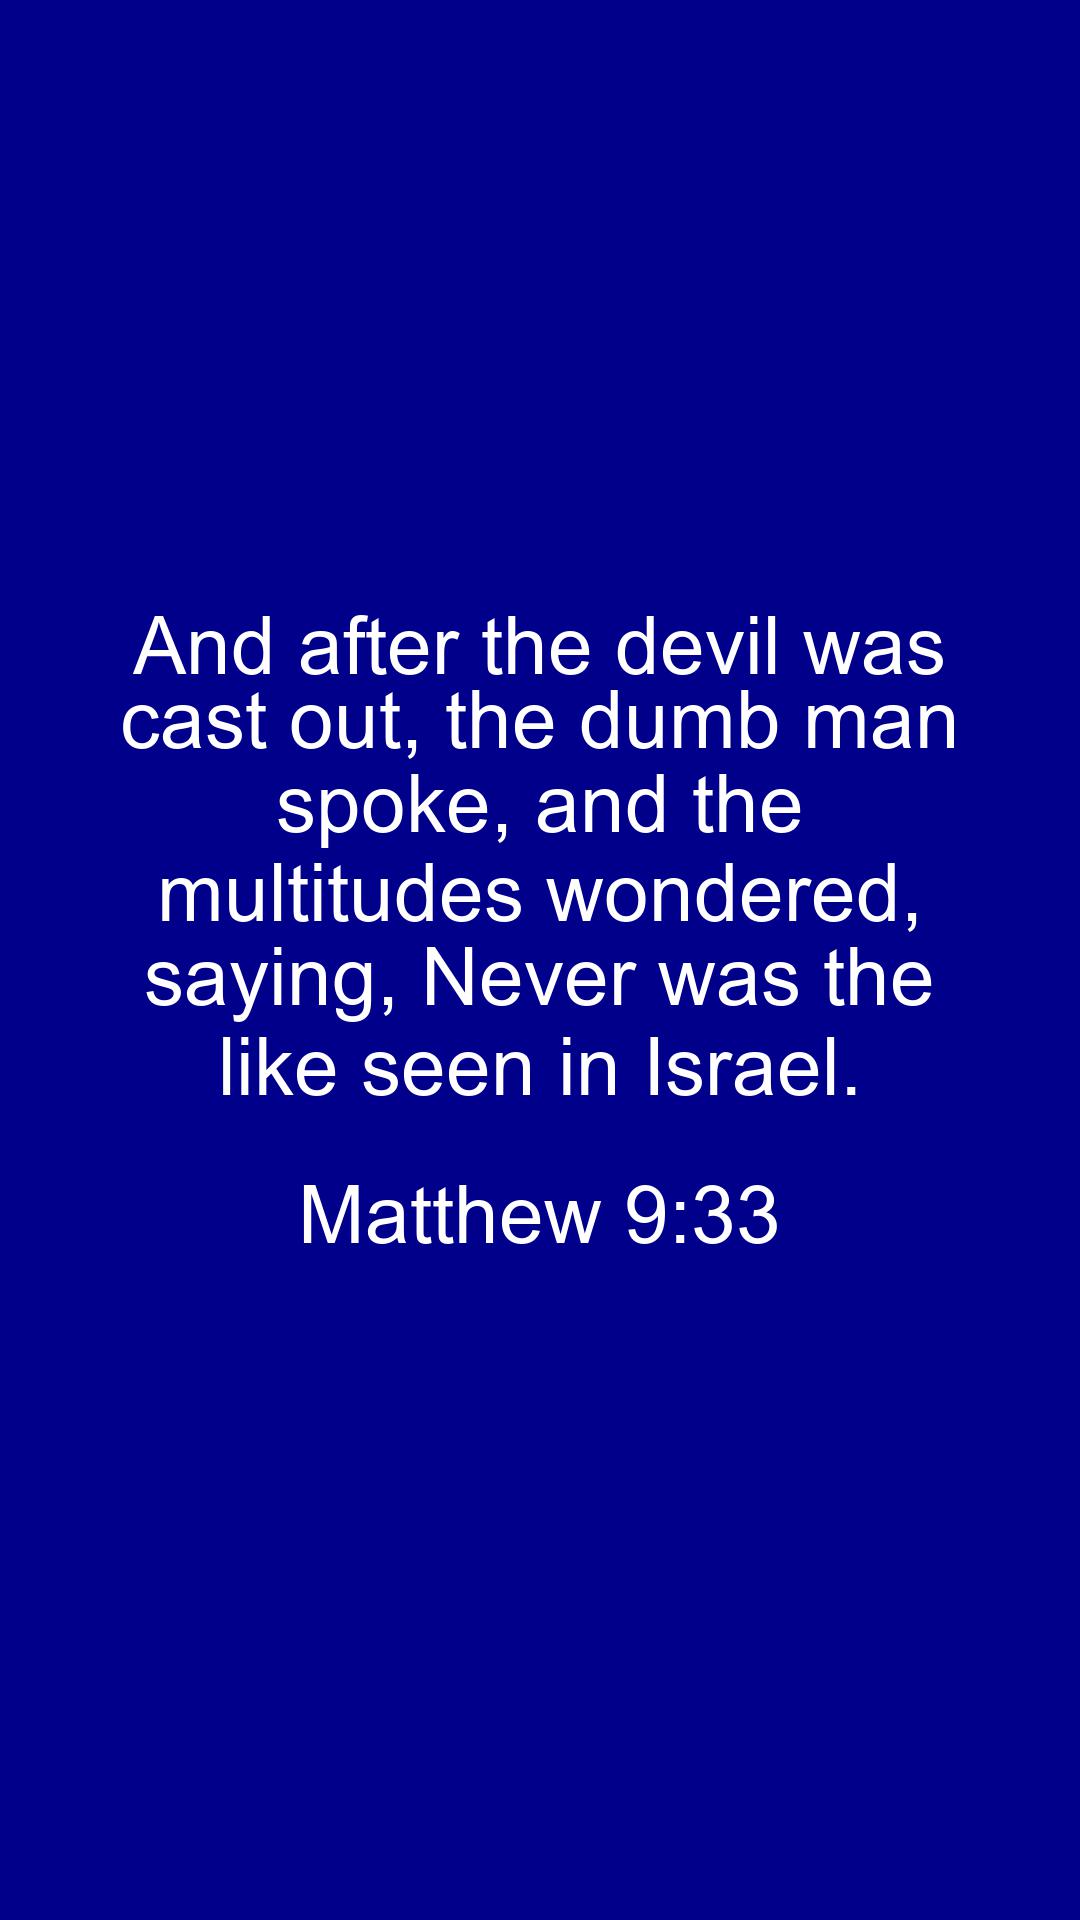 And after the devil was
cast out, the dumb man
spoke, and the
multitudes wondered,
saying, Never was the
like seen in Israel.
Matthew 9:33